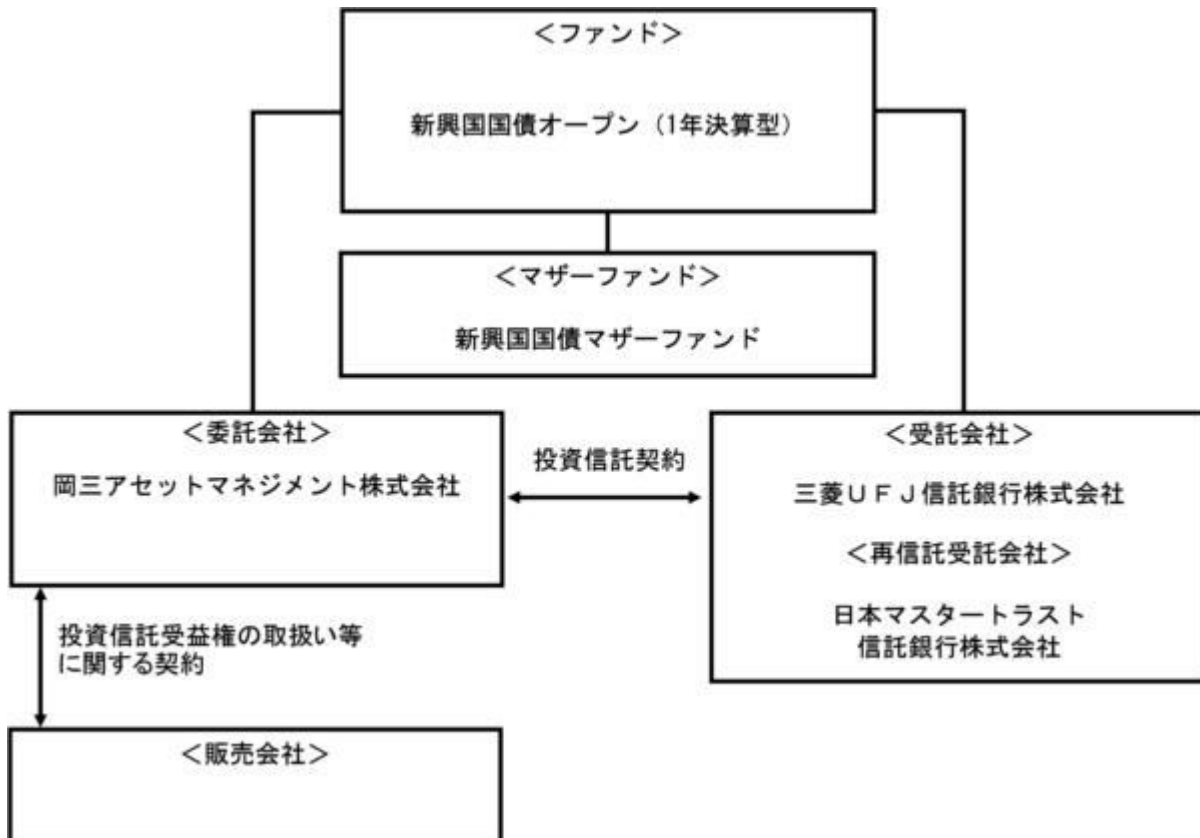 ＜ファンド＞
新興国国債オープン（1年決算型）
＜マザーファンド＞
新興国国債マザーファンド
＜委託会社＞
岡三アセットマネジメント株式会社
投資信託契約
＜受託会社＞
三菱ＵＦＪ信託銀行株式会社
＜再信託受託会社＞
日本マスタートラスト
信託銀行株式会社
投資信託受益権の取扱い等
に関する契約
＜販売会社＞